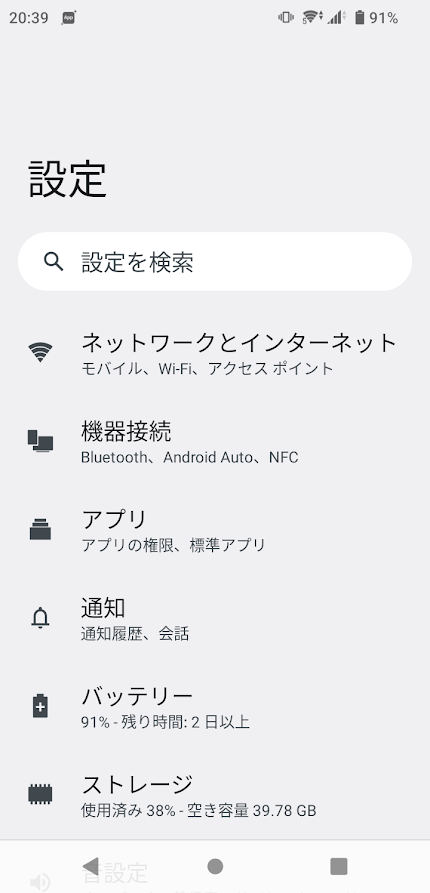 20:39
App
5
91%
設定
設定を検索
ネットワークとインターネット
モバイル、Wi-Fi、アクセス ポイント
機器接続
Bluetooth、Android Auto、NFC
アプリ
アプリの権限、標準アプリ
通知
通知履歴、会話
バッテリー
91% - 残り時間: 2 日以上
ストレージ
使用済み 38% - 空き容量 39.78 GB
音設定